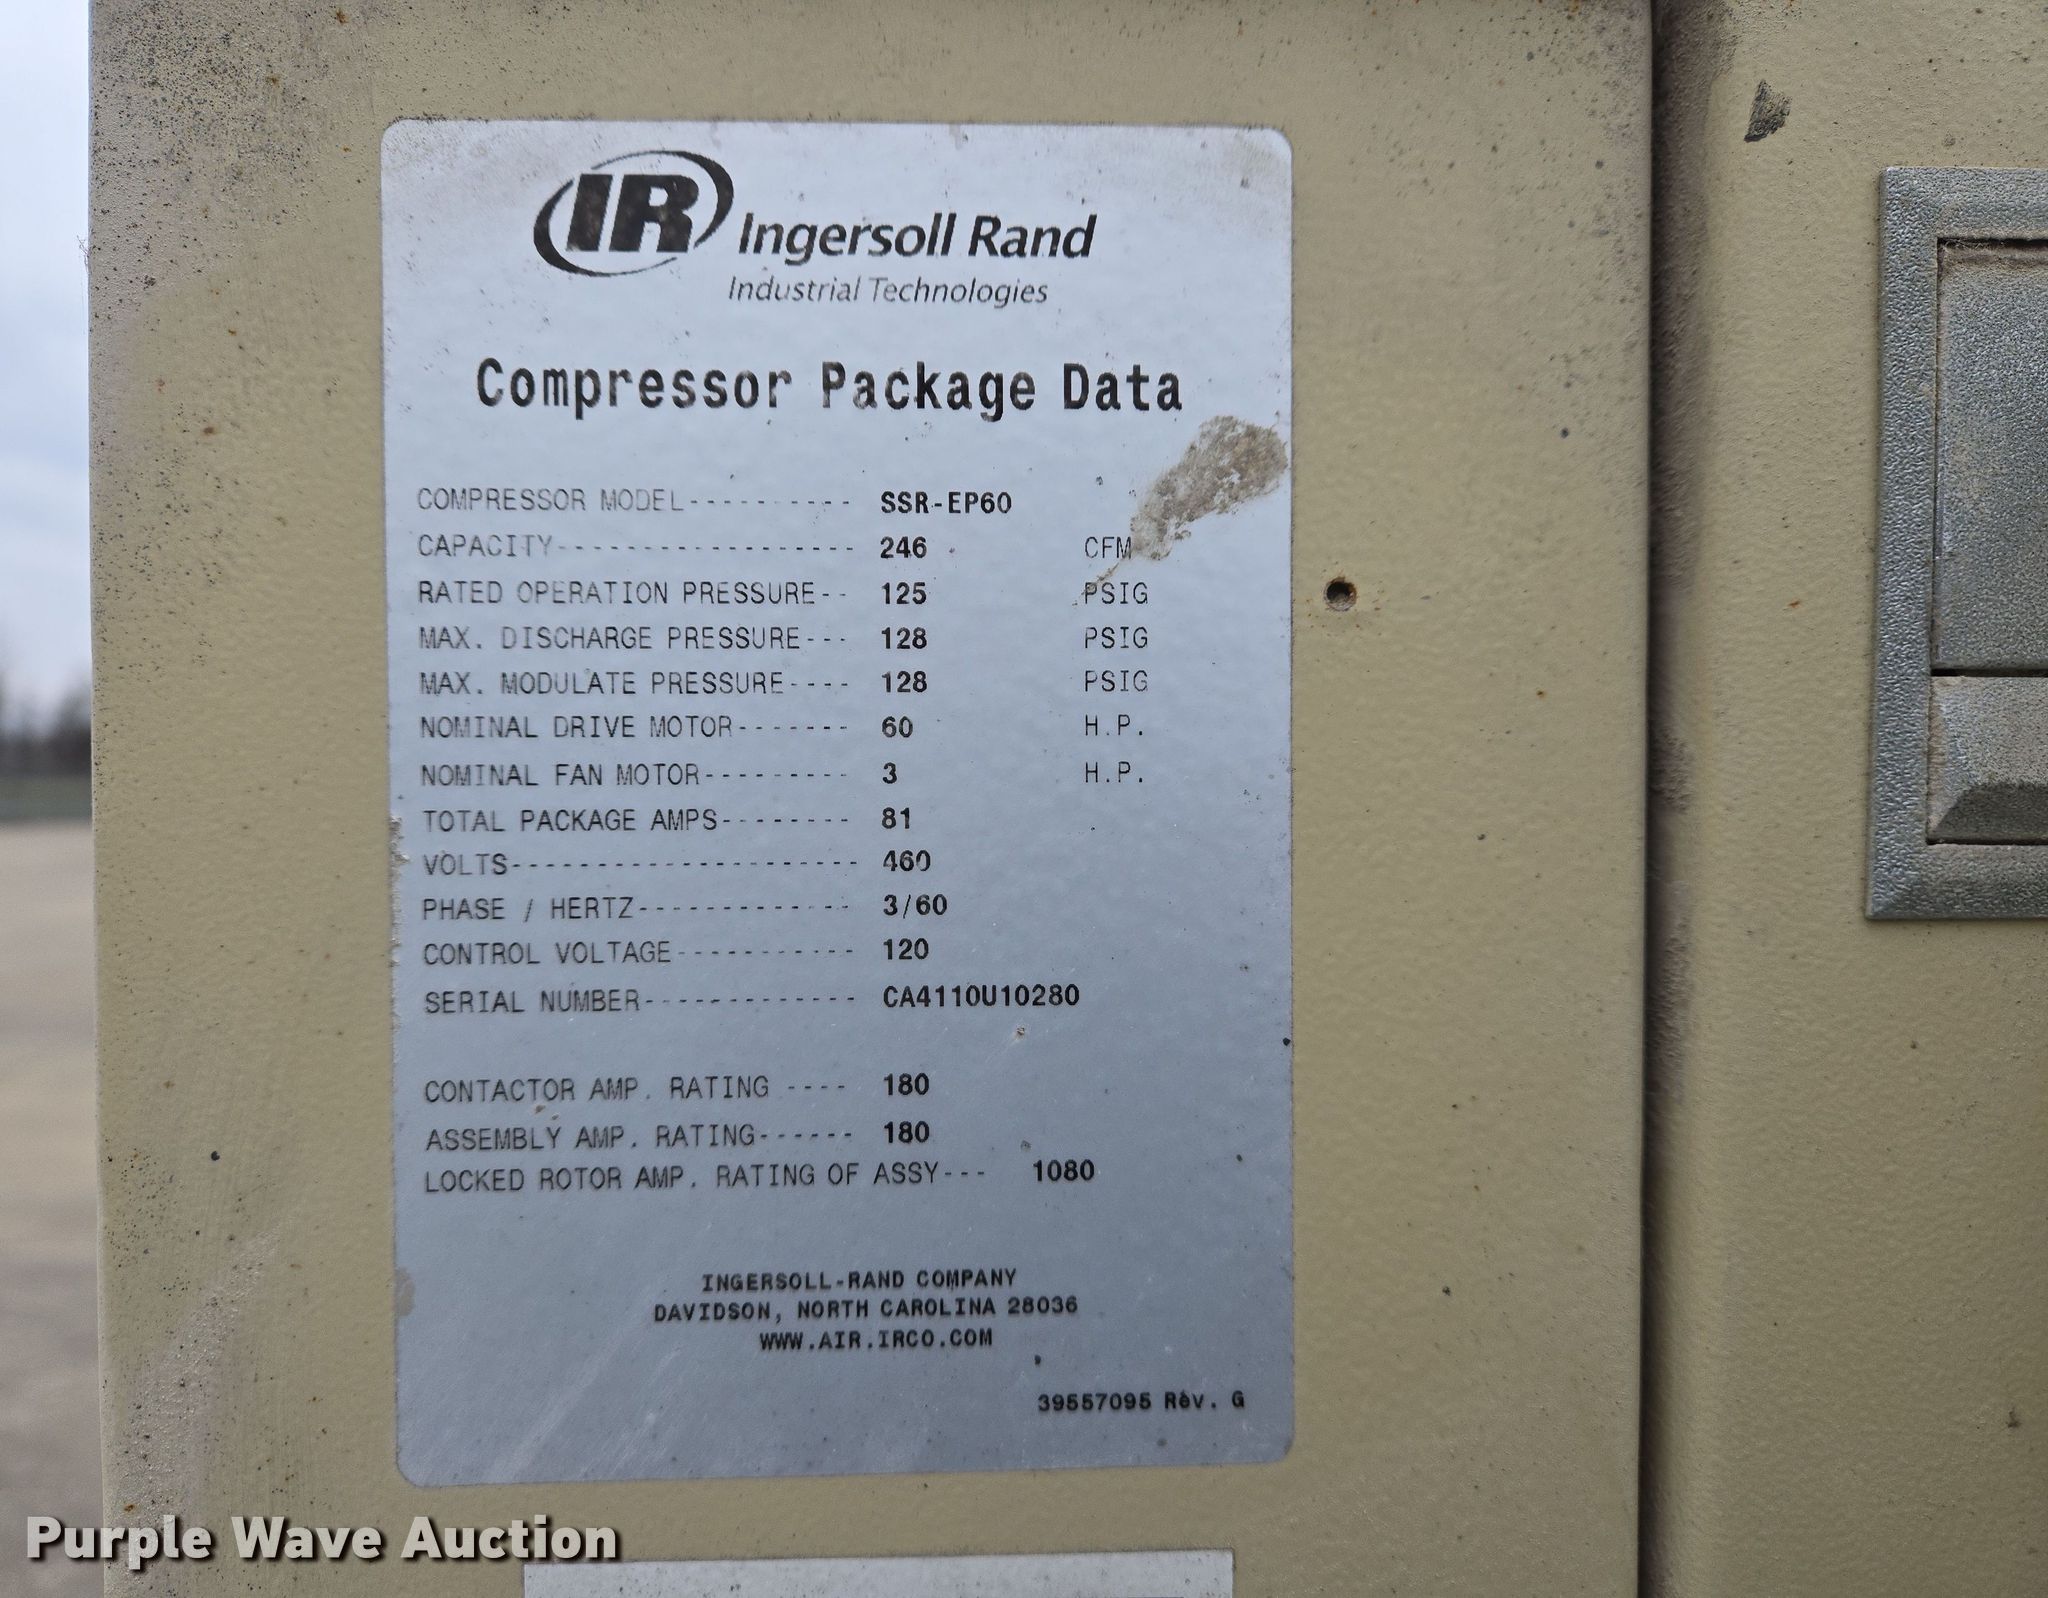 IR Ingersoll Rand
Industrial Technologies
Compressor Package Data
COMPRESSOR MODEL---------- SSR-EP60
CAPACITY------------------ 246 CFM
RATED OPERATION PRESSURE-- 125 PSIG
MAX. DISCHARGE PRESSURE--- 128 PSIG
MAX. MODULATE PRESSURE---- 128 PSIG
NOMINAL DRIVE MOTOR------- 60 H.P.
NOMINAL FAN MOTOR--------- 3 H.P.
TOTAL PACKAGE AMPS-------- 81
VOLTS--------------------- 460
PHASE / HERTZ------------- 3/60
CONTROL VOLTAGE----------- 120
SERIAL NUMBER------------- CA4110U10280
CONTACTOR AMP. RATING ---- 180
ASSEMBLY AMP. RATING------ 180
LOCKED ROTOR AMP. RATING OF ASSY--- 1080
INGERSOLL-RAND COMPANY
DAVIDSON, NORTH CAROLINA 28036
WWW.AIR.IRCO.COM
39557095 Rev. G
Purple Wave Auction